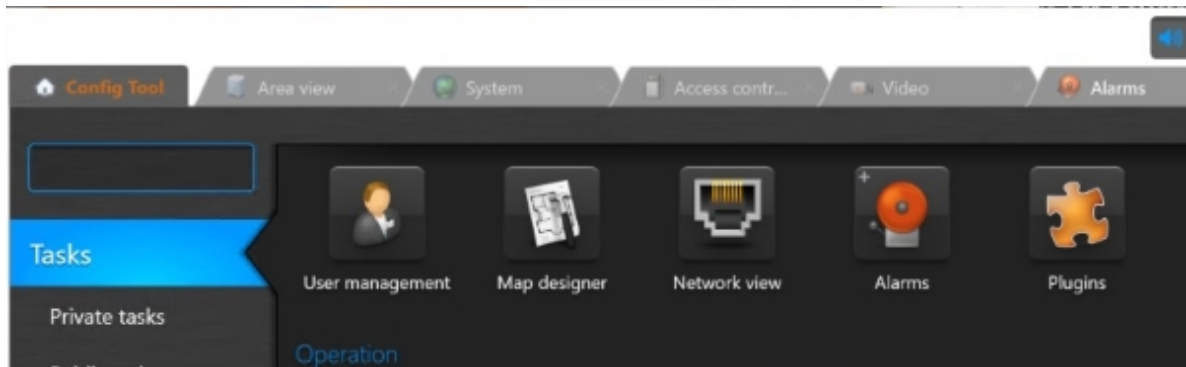 Config Tool Area view System Access contr... Video Alarms
Tasks
User management Map designer Network view Alarms Plugins
Private tasks
Operation